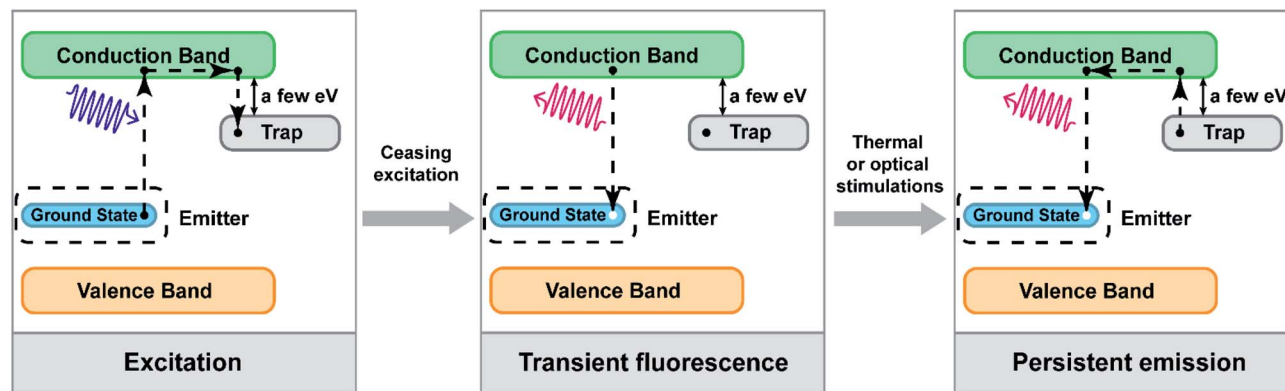 Conduction Band
a few eV
Trap
Ground State
Emitter
Valence Band
Excitation
Ceasing
excitation
Conduction Band
a few eV
Trap
Ground State
Emitter
Valence Band
Transient fluorescence
Thermal
or optical
stimulations
Conduction Band
a few eV
Trap
Ground State
Emitter
Valence Band
Persistent emission